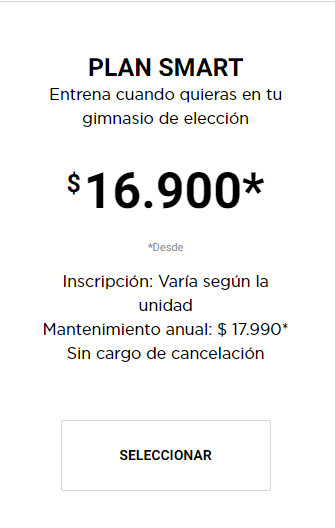 PLAN SMART
Entrena cuando quieras en tu
gimnasio de elección
$ 16.900*
*Desde
Inscripción: Varía según la
unidad
Mantenimiento anual: $ 17.990*
Sin cargo de cancelación
SELECCIONAR